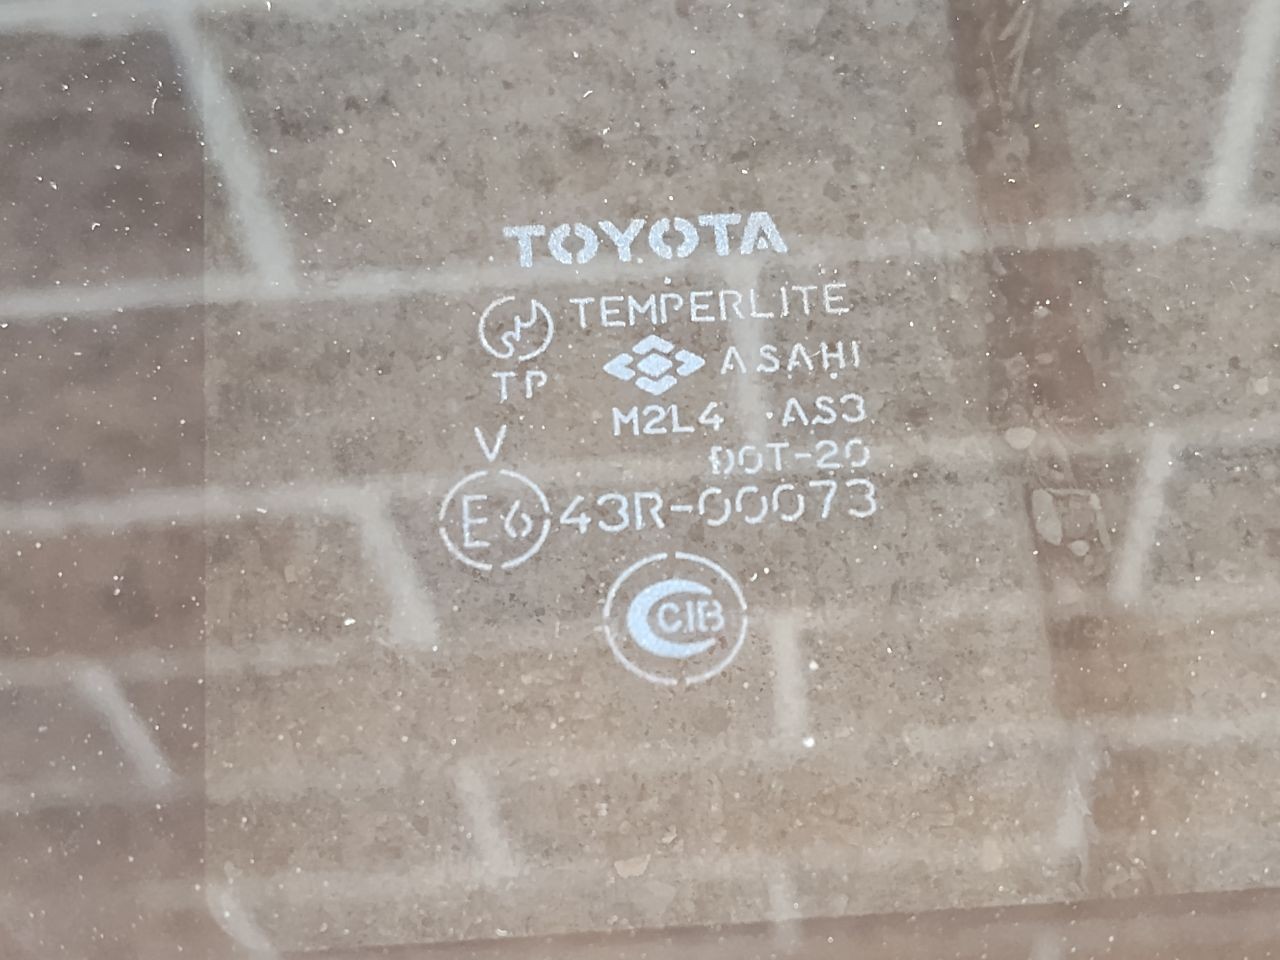 TOYOTA
TEMPERLITE
TP
ASAHI
M2L4 ·AS3
V
DOT-20
E6 43R-00073
CIB